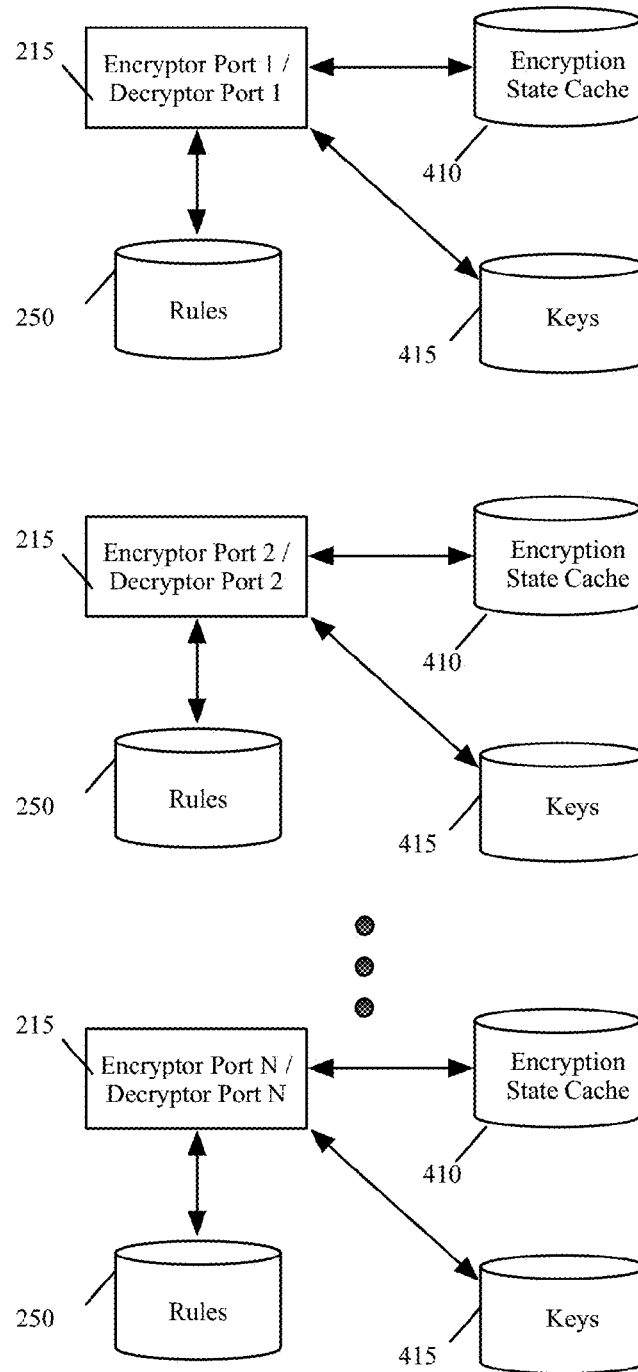 215
Encryptor Port 1 /
Decryptor Port 1
Encryption
State Cache
410
250
Rules
415
Keys
215
Encryptor Port 2 /
Decryptor Port 2
Encryption
State Cache
410
250
Rules
415
Keys
215
Encryptor Port N /
Decryptor Port N
Encryption
State Cache
410
250
Rules
415
Keys